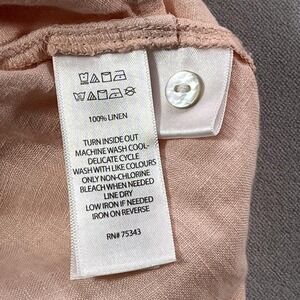 100% LINEN
TURN INSIDE OUT
MACHINE WASH COOL-
DELICATE CYCLE
WASH WITH LIKE COLOURS
ONLY NON-CHLORINE
BLEACH WHEN NEEDED
LINE DRY
LOW IRON IF NEEDED
IRON ON REVERSE
RN# 75343